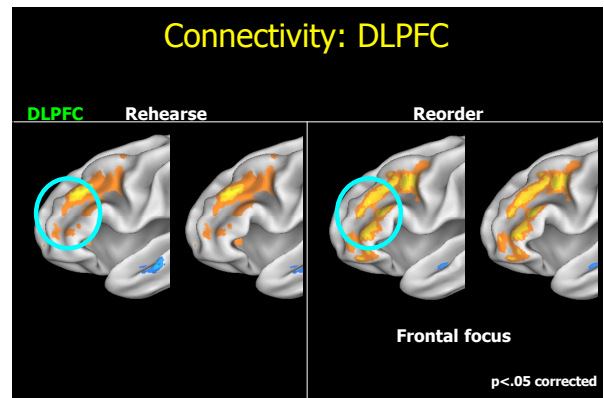 Connectivity: DLPFC
DLPFC Rehearse Reorder
Frontal focus
p<.05 corrected